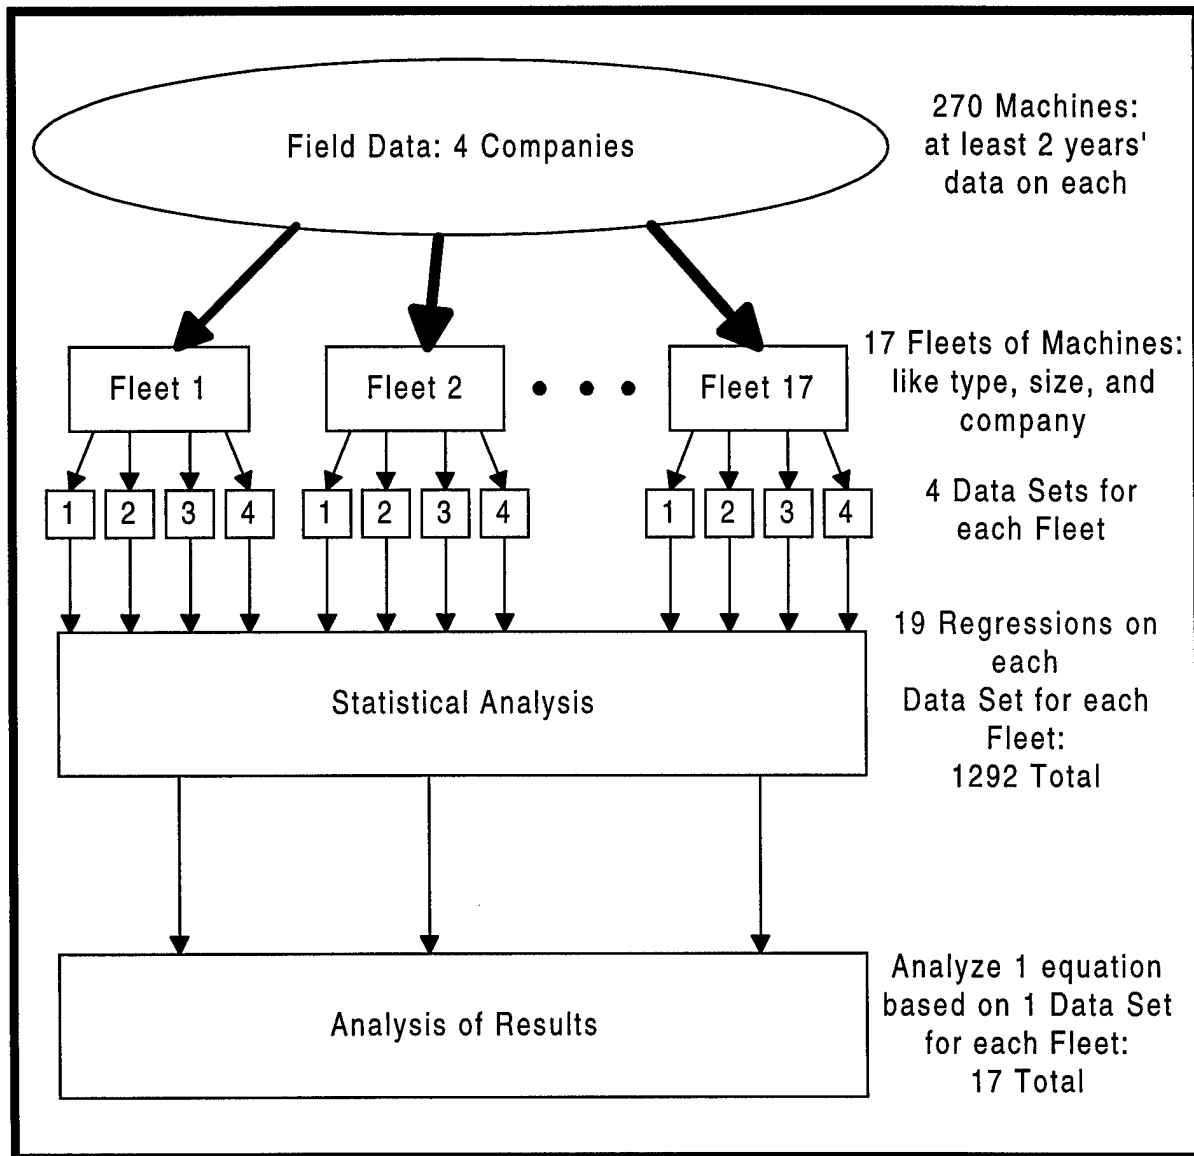 Field Data: 4 Companies
270 Machines:
at least 2 years'
data on each
Fleet 1
Fleet 2
Fleet 17
17 Fleets of Machines:
like type, size, and
company
1 2 3 4 1 2 3 4 1 2 3 4
4 Data Sets for
each Fleet
Statistical Analysis
19 Regressions on
each
Data Set for each
Fleet:
1292 Total
Analysis of Results
Analyze 1 equation
based on 1 Data Set
for each Fleet:
17 Total